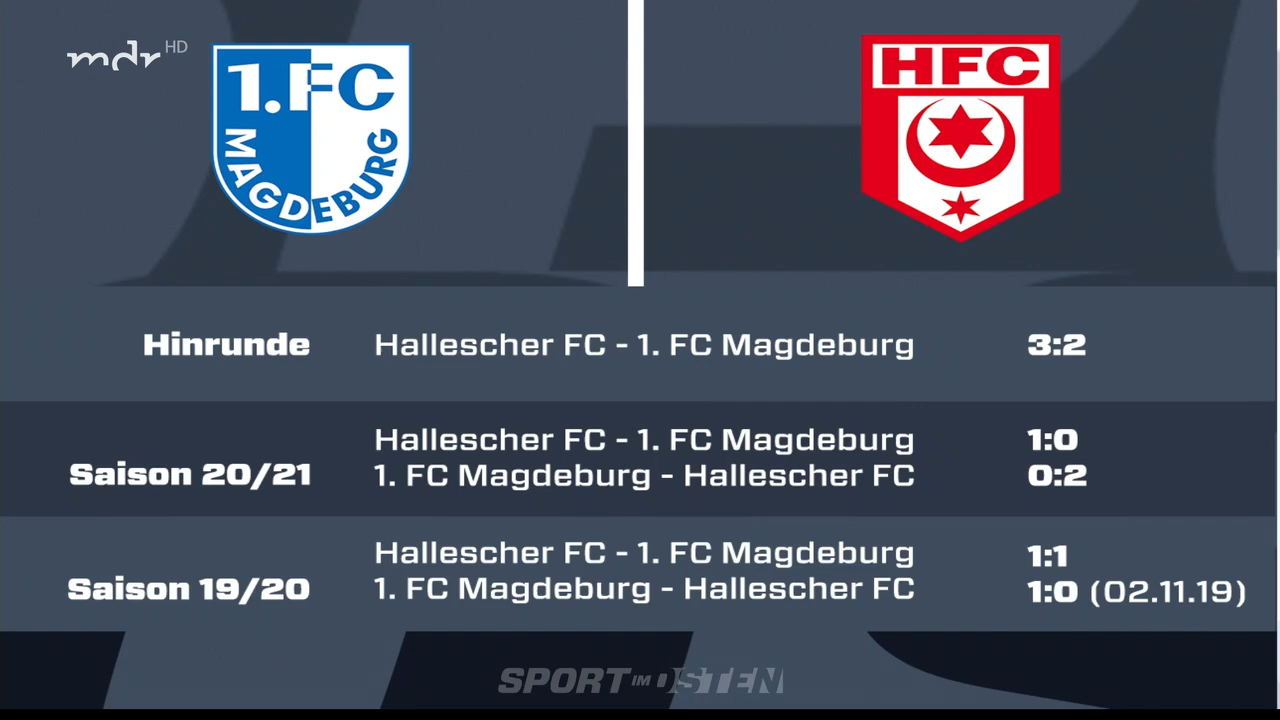 mdr HD
1.FC
MAGDEBURG
HFC
Hinrunde Hallescher FC - 1. FC Magdeburg 3:2
Hallescher FC - 1. FC Magdeburg 1:0
Saison 20/21 1. FC Magdeburg - Hallescher FC 0:2
Hallescher FC - 1. FC Magdeburg 1:1
Saison 19/20 1. FC Magdeburg - Hallescher FC 1:0 (02.11.19)
SPORT IM OSTEN